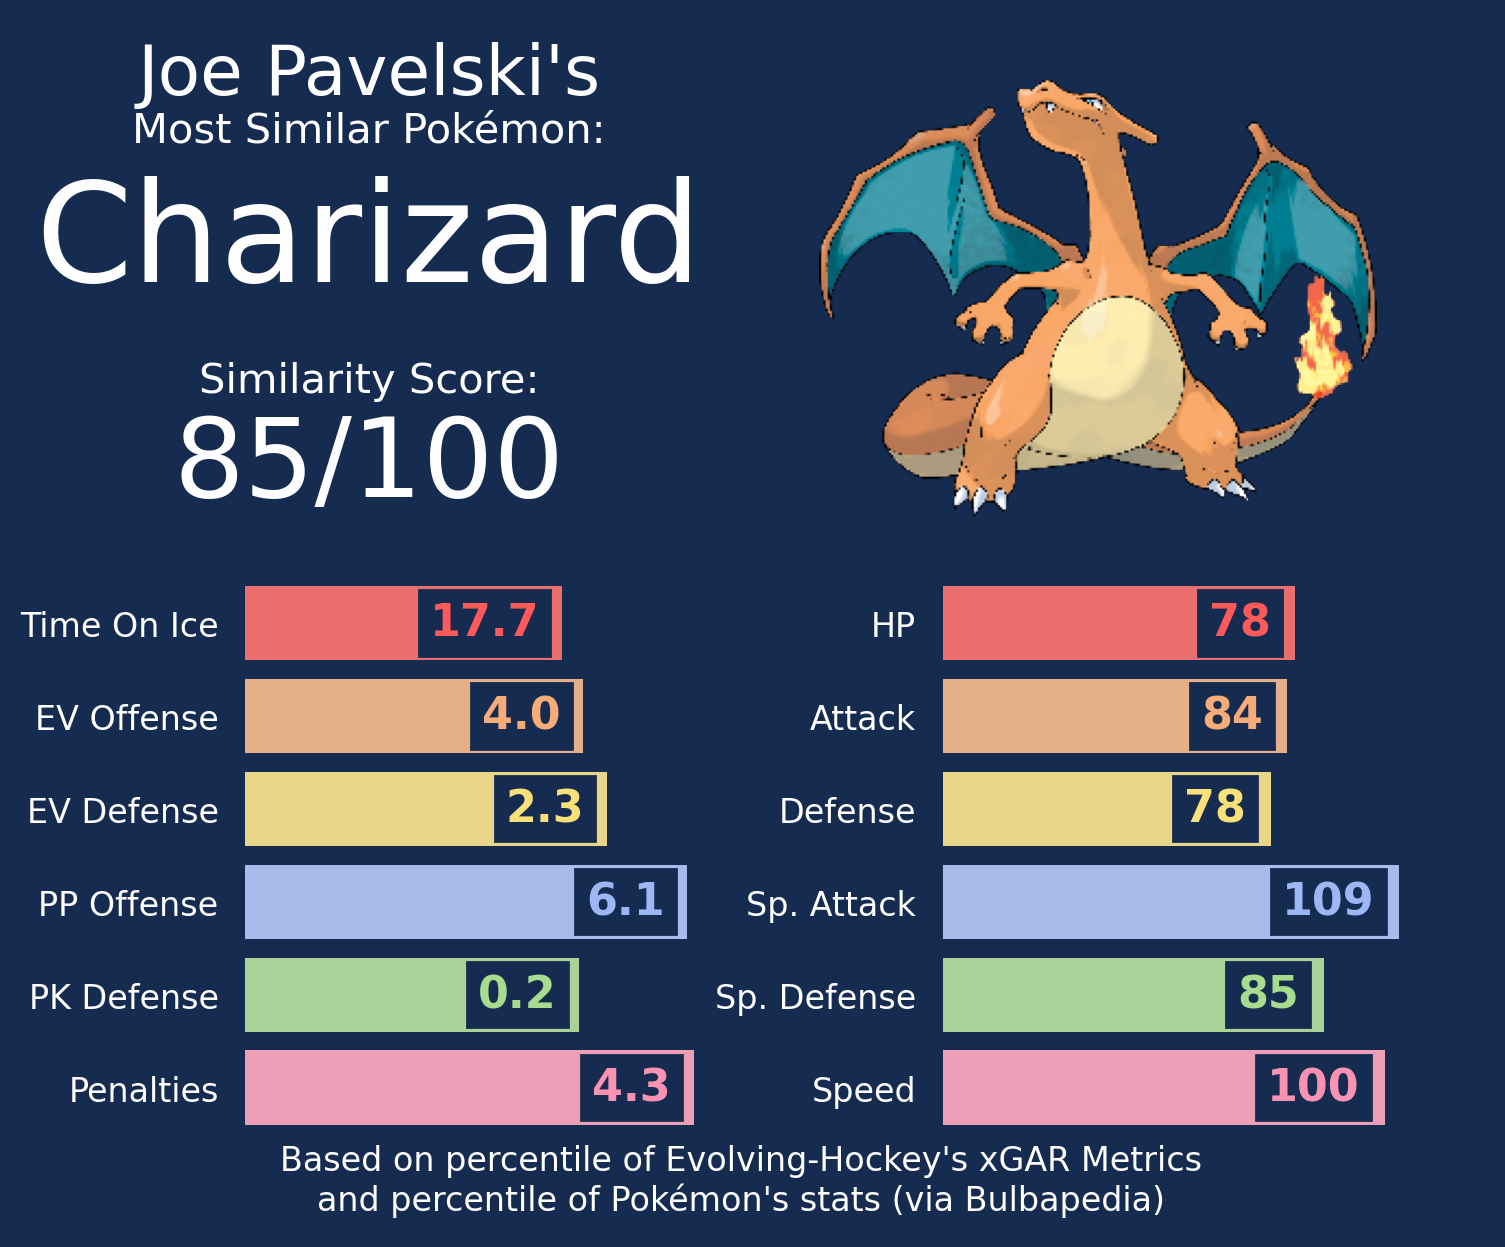 Joe Pavelski's
Most Similar Pokémon:
Charizard
Similarity Score:
85/100
Time On Ice 17.7
EV Offense 4.0
EV Defense 2.3
PP Offense 6.1
PK Defense 0.2
Penalties 4.3
HP 78
Attack 84
Defense 78
Sp. Attack 109
Sp. Defense 85
Speed 100
Based on percentile of Evolving-Hockey's xGAR Metrics
and percentile of Pokémon's stats (via Bulbapedia)